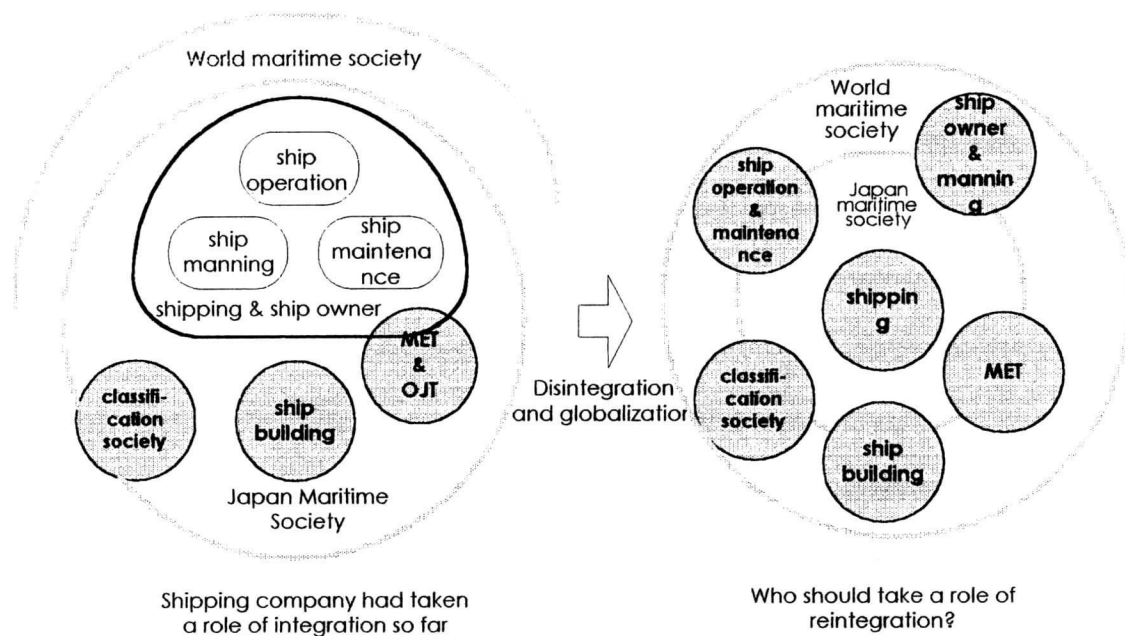 World maritime society
ship
operation
ship
manning
ship
maintena
nce
shipping & ship owner
MET
&
OJT
classifi-
cation
society
ship
building
Japan Maritime
Society
Shipping company had taken
a role of integration so far
Disintegration
and globalization
World
maritime
society
ship
owner
&
mannin
g
ship
operation
&
maintena
nce
Japan
maritime
society
shippin
g
MET
classifi-
cation
society
ship
building
Who should take a role of
reintegration?